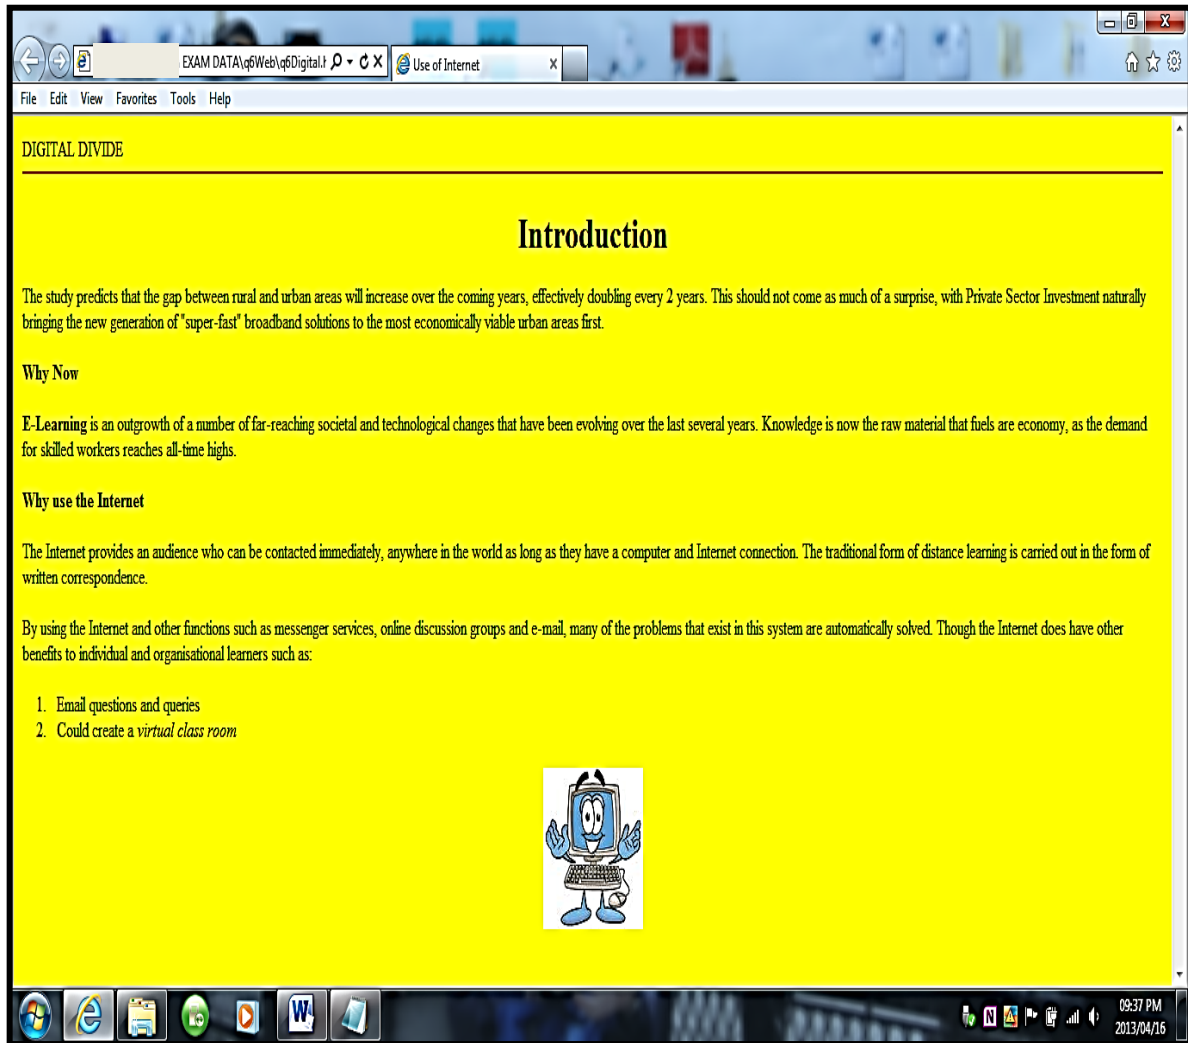 EXAM DATA\q6Web\q6Digital.h
Use of Internet
File Edit View Favorites Tools Help
DIGITAL DIVIDE
Introduction
The study predicts that the gap between rural and urban areas will increase over the coming years, effectively doubling every 2 years. This should not come as much of a surprise, with Private Sector Investment naturally
bringing the new generation of "super-fast" broadband solutions to the most economically viable urban areas first.
Why Now
E-Learning is an outgrowth of a number of far-reaching societal and technological changes that have been evolving over the last several years. Knowledge is now the raw material that fuels are economy, as the demand
for skilled workers reaches all-time highs.
Why use the Internet
The Internet provides an audience who can be contacted immediately, anywhere in the world as long as they have a computer and Internet connection. The traditional form of distance learning is carried out in the form of
written correspondence.
By using the Internet and other functions such as messenger services, online discussion groups and e-mail, many of the problems that exist in this system are automatically solved. Though the Internet does have other
benefits to individual and organisational learners such as:
1. Email questions and queries
2. Could create a virtual class room
09:37 PM
2013/04/16